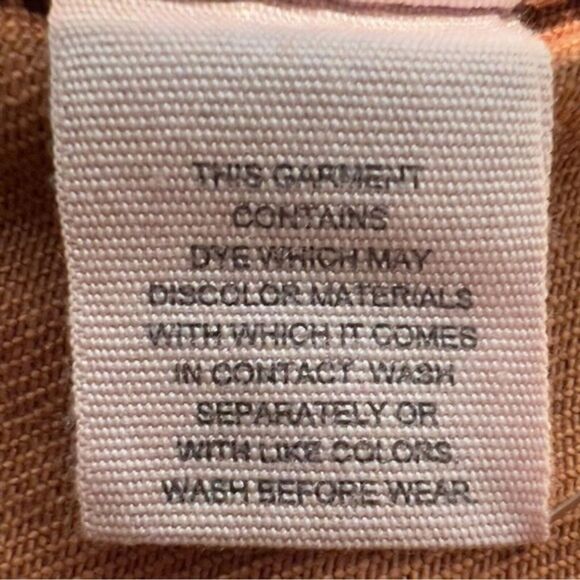 THIS GARMENT
CONTAINS
DYE WHICH MAY
DISCOLOR MATERIALS
WITH WHICH IT COMES
IN CONTACT. WASH
SEPARATELY OR
WITH LIKE COLORS.
WASH BEFORE WEAR.